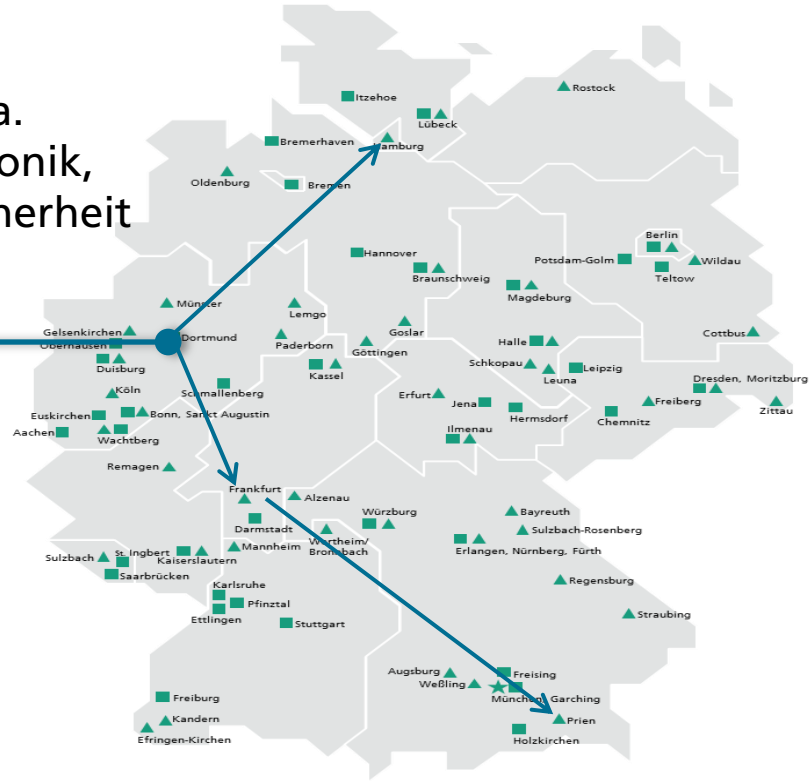 a.
onik,
herheit
Rostock
Itzehoe
Lübeck
Bremerhaven
Hamburg
Oldenburg
Bremen
Hannover
Berlin
Potsdam-Golm
Wildau
Braunschweig
Teltow
Magdeburg
Münster
Lemgo
Gelsenkirchen
Dortmund
Goslar
Cottbus
Oberhausen
Paderborn
Göttingen
Halle
Duisburg
Kassel
Schkopau
Leipzig
Leuna
Dresden, Moritzburg
Köln
Schmallenberg
Erfurt
Jena
Freiberg
Zittau
Euskirchen
Bonn, Sankt Augustin
Hermsdorf
Chemnitz
Aachen
Wachtberg
Ilmenau
Remagen
Frankfurt
Alzenau
Würzburg
Bayreuth
Darmstadt
Sulzbach-Rosenberg
Sulzbach
St. Ingbert
Kaiserslautern
Mannheim
Wertheim/
Bronnbach
Erlangen, Nürnberg, Fürth
Saarbrücken
Karlsruhe
Regensburg
Pfinztal
Ettlingen
Stuttgart
Straubing
Augsburg
Freising
Weßling
München, Garching
Freiburg
Kandern
Prien
Efringen-Kirchen
Holzkirchen